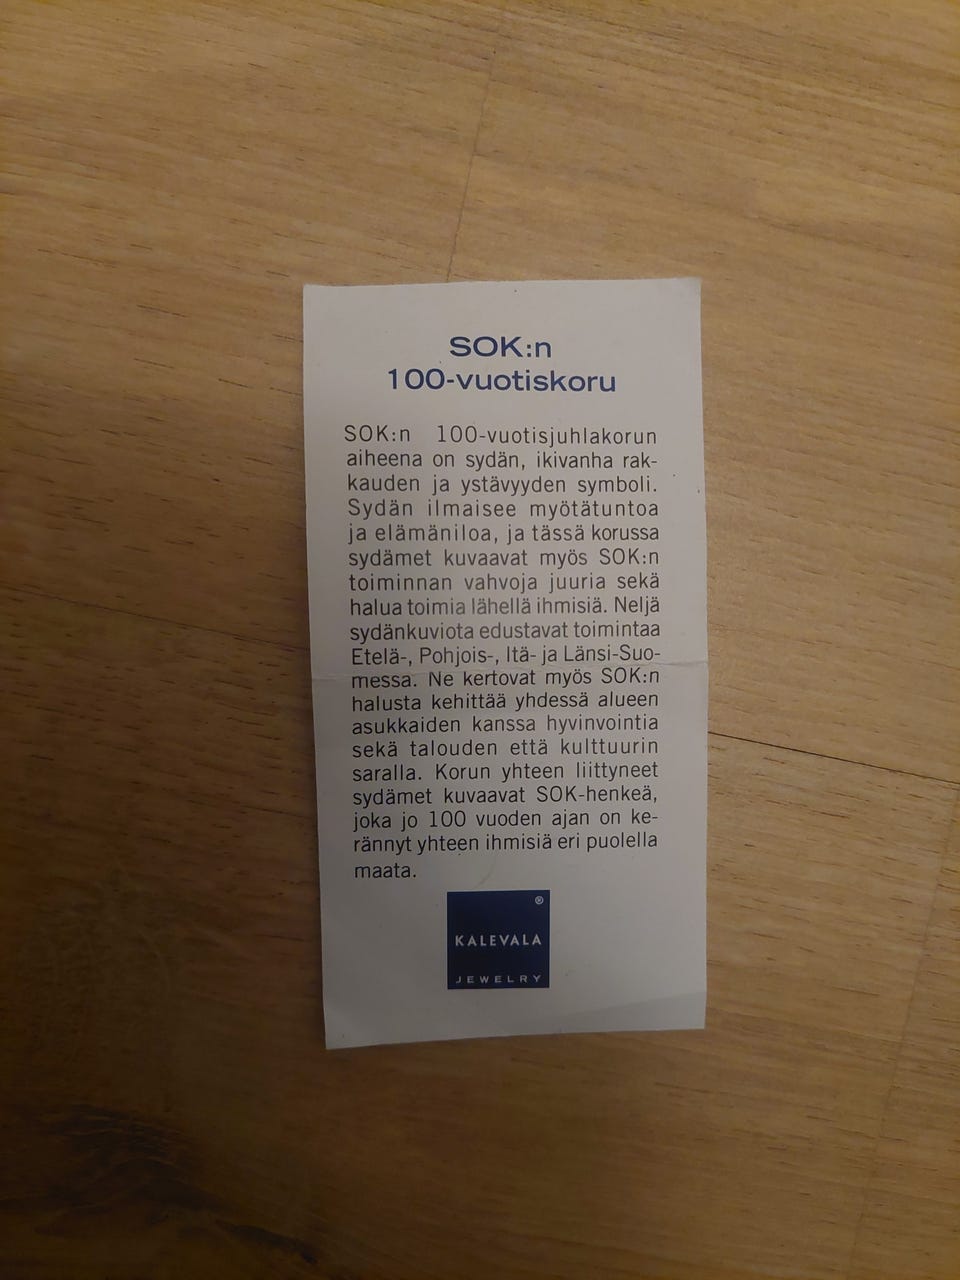 SOK:n
100-vuotiskoru
SOK:n 100-vuotisjuhlakorun
aiheena on sydän, ikivanha rak-
kauden ja ystävyyden symboli.
Sydän ilmaisee myötätuntoa
ja elämäniloa, ja tässä korussa
sydämet kuvaavat myös SOK:n
toiminnan vahvoja juuria sekä
halua toimia lähellä ihmisiä. Neljä
sydänkuviota edustavat toimintaa
Etelä-, Pohjois-, Itä- ja Länsi-Suo-
messa. Ne kertovat myös SOK:n
halusta kehittää yhdessä alueen
asukkaiden kanssa hyvinvointia
sekä talouden että kulttuurin
saralla. Korun yhteen liittyneet
sydämet kuvaavat SOK-henkeä,
joka jo 100 vuoden ajan on ke-
rännyt yhteen ihmisiä eri puolella
maata.
®
KALEVALA
JEWELRY